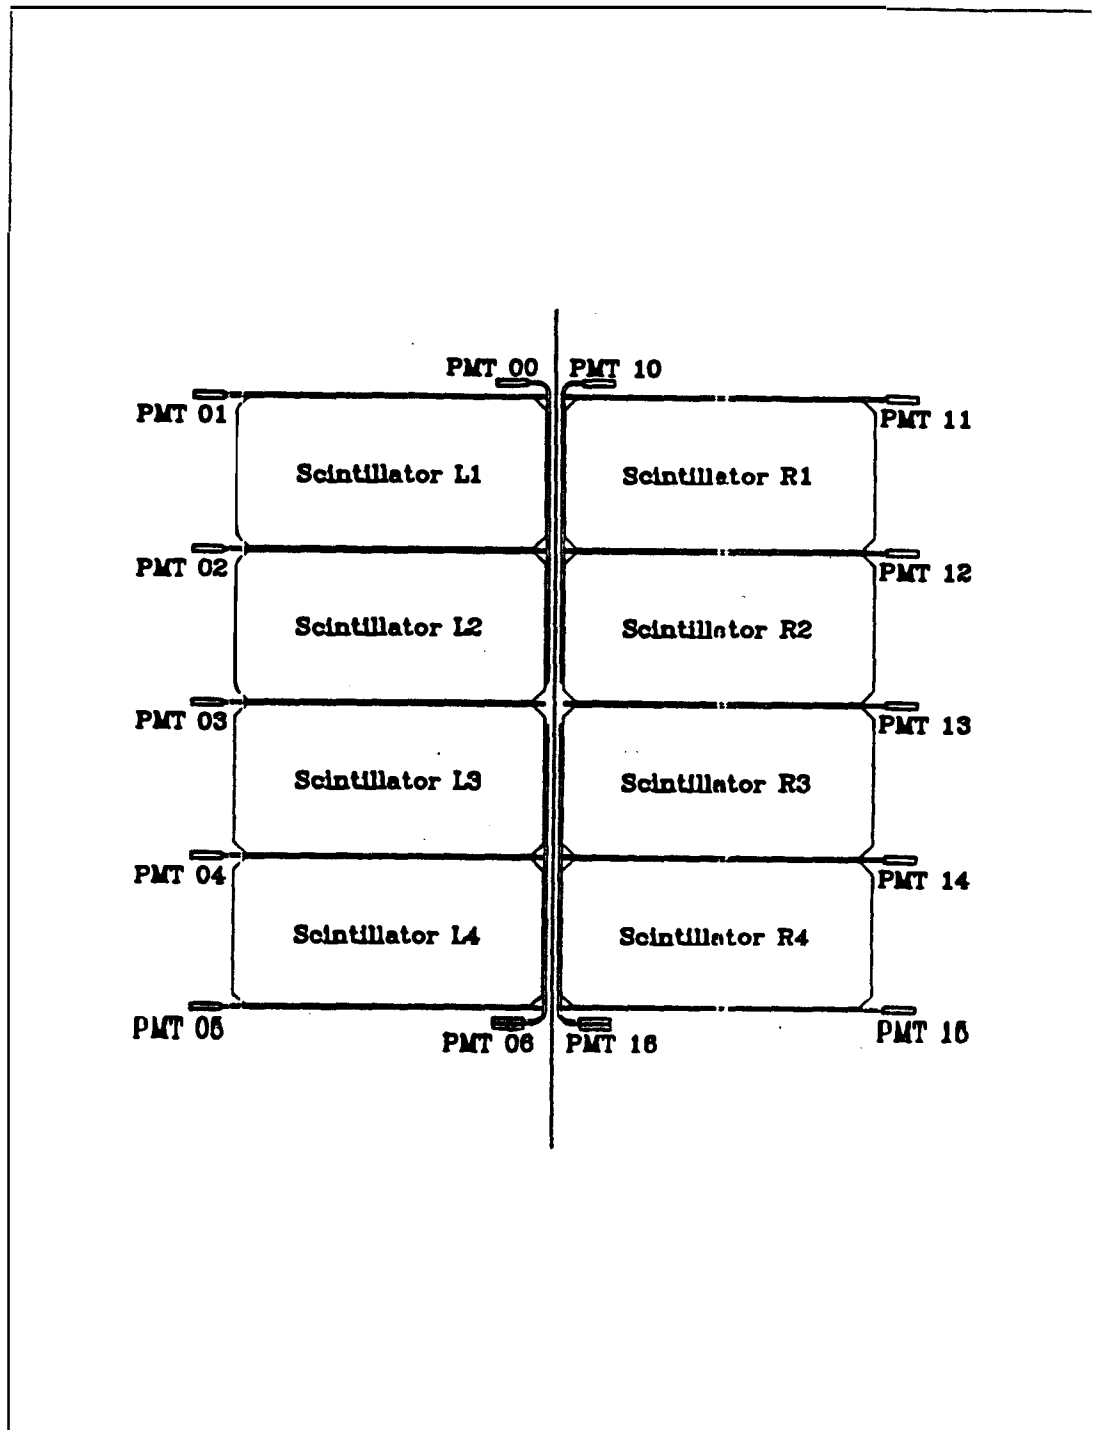 PMT 00 PMT 10
PMT 01 PMT 11
Scintillator L1 Scintillator R1
PMT 02 PMT 12
Scintillator L2 Scintillator R2
PMT 03 PMT 13
Scintillator L3 Scintillator R3
PMT 04 PMT 14
Scintillator L4 Scintillator R4
PMT 05 PMT 15
PMT 06 PMT 16